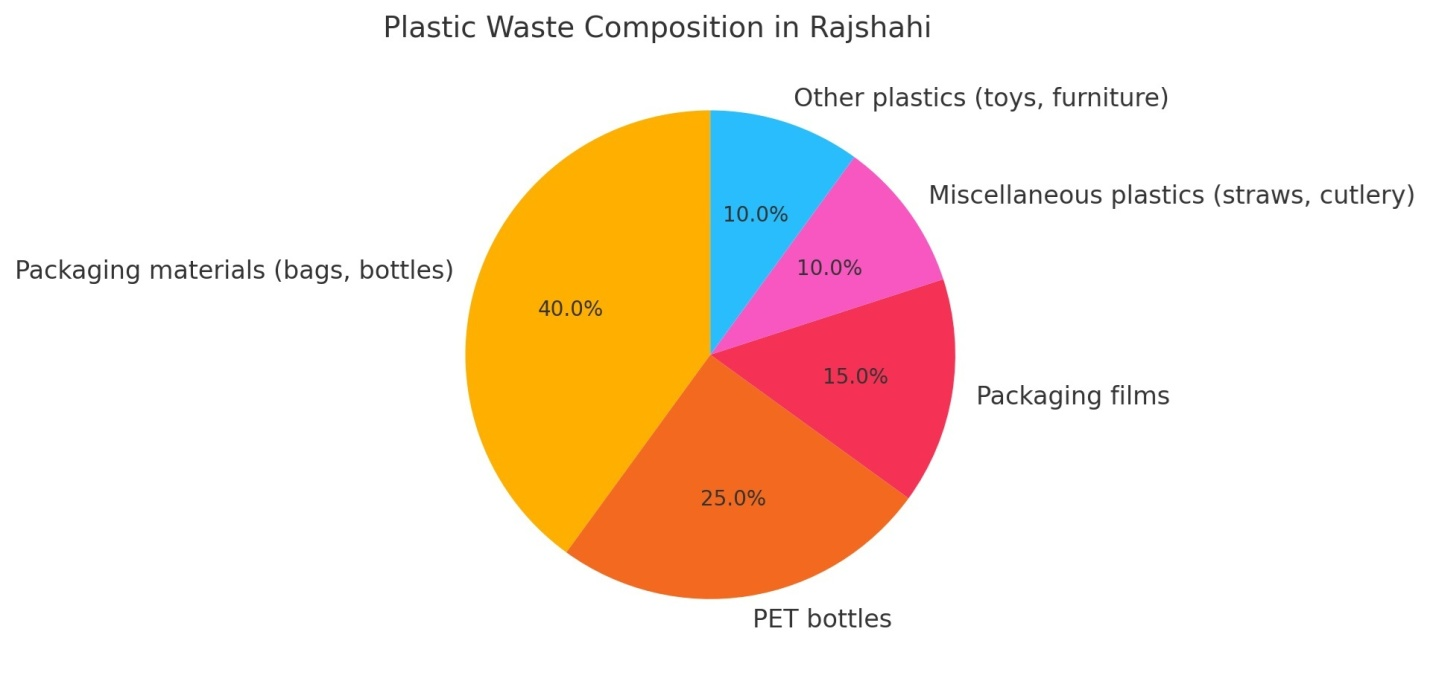 Plastic Waste Composition in Rajshahi
Other plastics (toys, furniture)
Miscellaneous plastics (straws, cutlery)
10.0%
10.0%
Packaging materials (bags, bottles)
40.0%
15.0%
Packaging films
25.0%
PET bottles